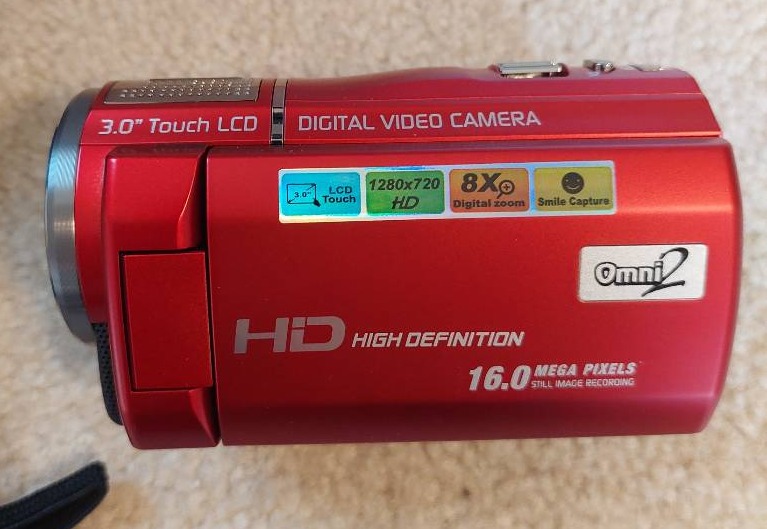 3.0" Touch LCD
DIGITAL VIDEO CAMERA
3.0"
LCD
Touch
1280x720
HD
8X
Digital zoom
Smile Capture
Omni2
HD HIGH DEFINITION
16.0 MEGA PIXELS
STILL IMAGE RECORDING